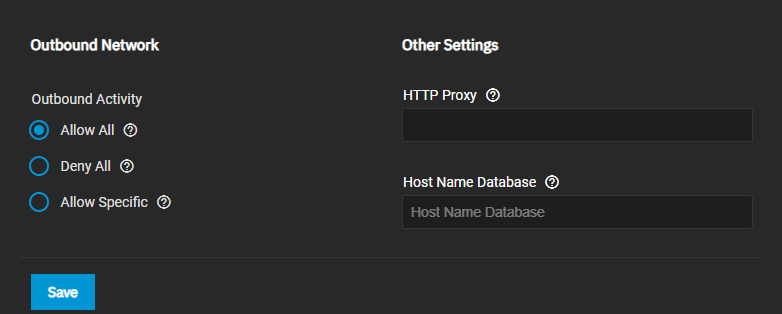 Outbound Network
Outbound Activity
Allow All ?
Deny All ?
Allow Specific ?
Other Settings
HTTP Proxy ?
Host Name Database ?
Host Name Database
Save